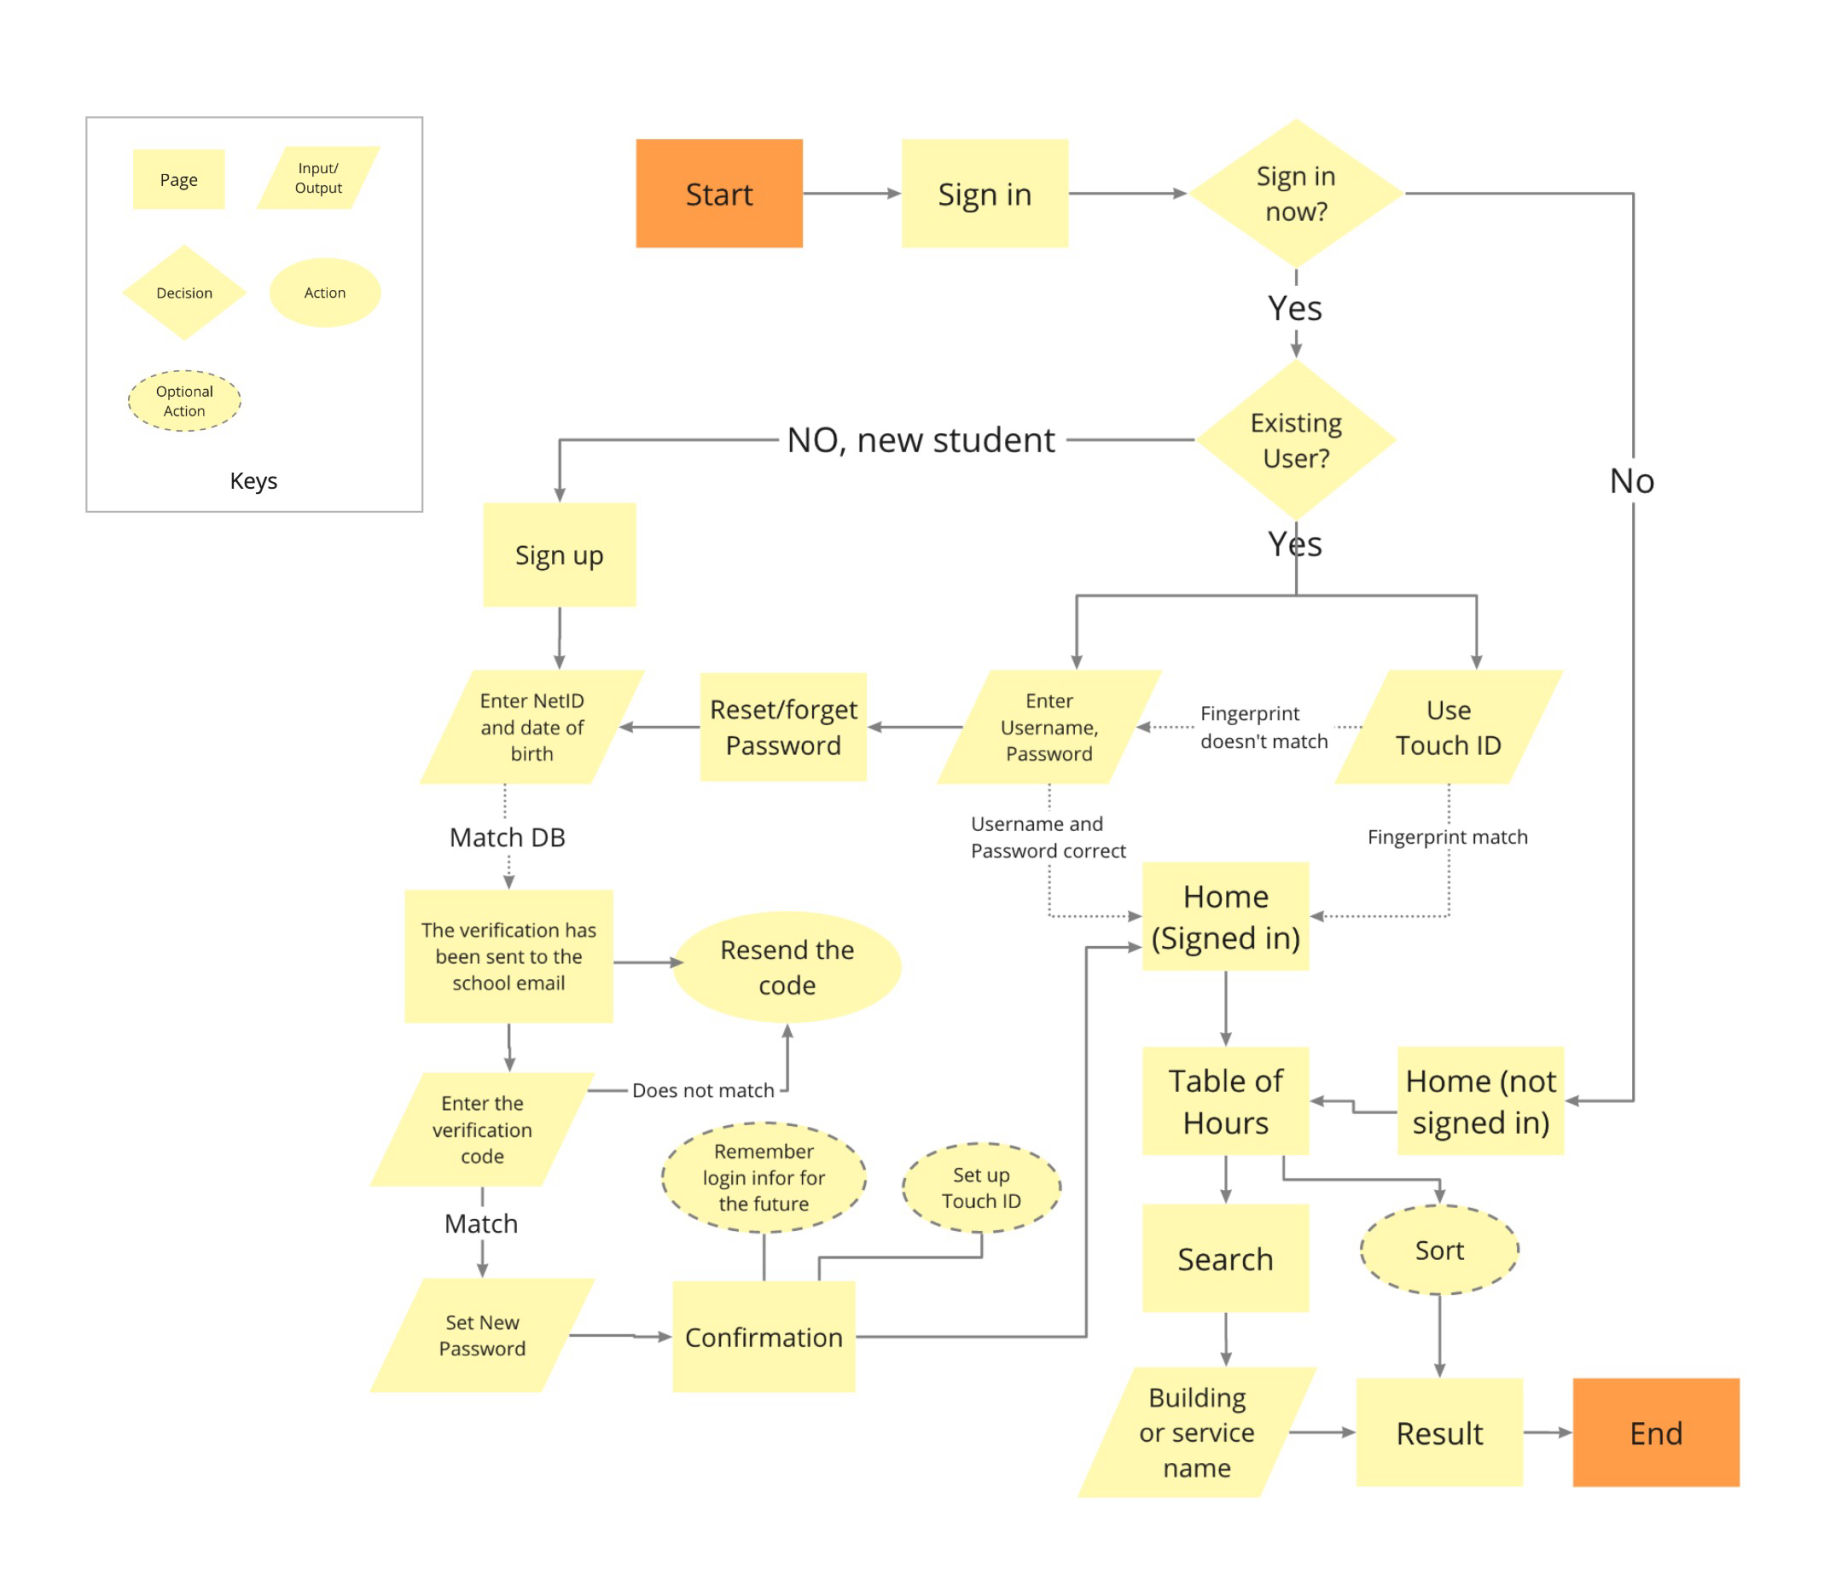 Page
Input/
Output
Decision
Action
Optional
Action
Keys
Start
Sign in
Sign in
now?
Yes
No
Existing
User?
NO, new student
Yes
Sign up
Enter NetID
and date of
birth
Reset/forget
Password
Enter
Username,
Password
Fingerprint
doesn't match
Use
Touch ID
Match DB
Username and
Password correct
Fingerprint match
The verification has
been sent to the
school email
Resend the
code
Home
(Signed in)
Does not match
Enter the
verification
code
Table of
Hours
Home (not
signed in)
Remember
login infor for
the future
Set up
Touch ID
Match
Search
Sort
Set New
Password
Confirmation
Building
or service
name
Result
End